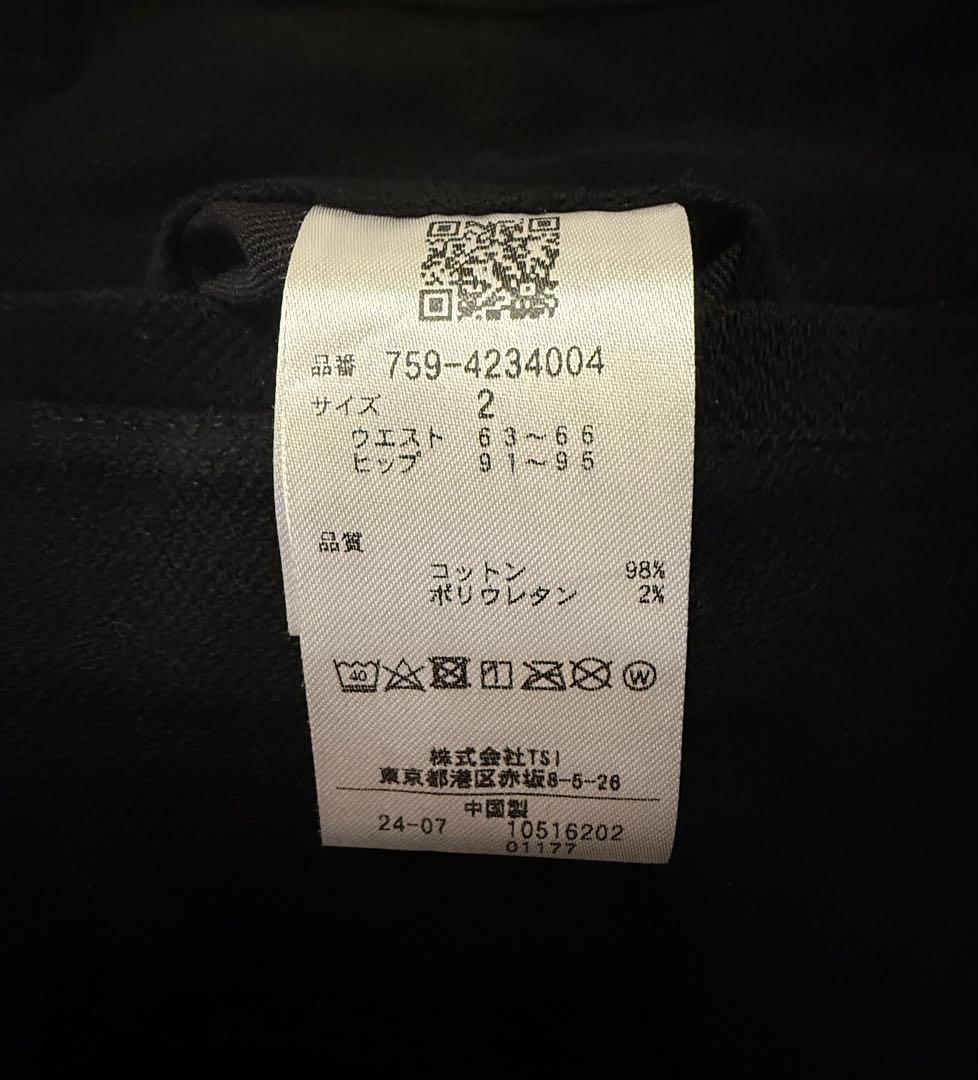 品番 759-4234004
サイズ 2
ウエスト 63～66
ヒップ 91～95
品質
コットン 98%
ポリウレタン 2%
40 W
株式会社TSI
東京都港区赤坂8-5-26
中国製
24-07 10516202
01177